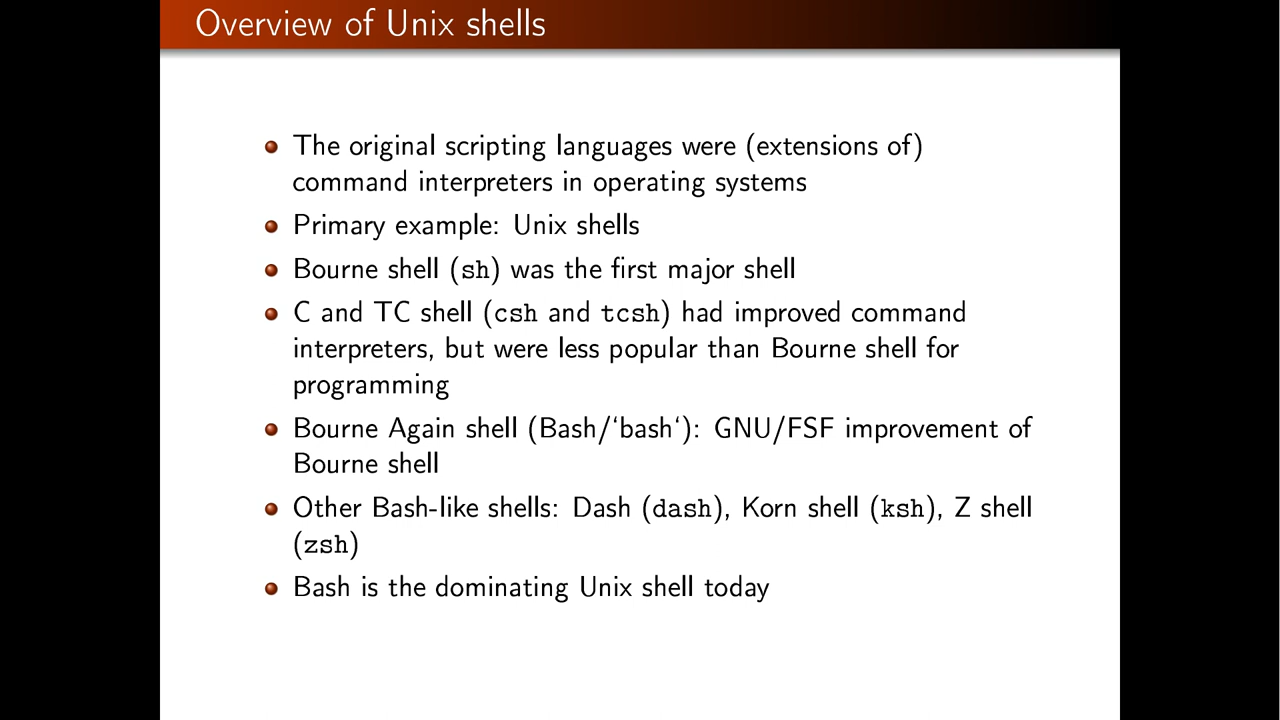 Overview of Unix shells
The original scripting languages were (extensions of)
command interpreters in operating systems
Primary example: Unix shells
Bourne shell (sh) was the first major shell
C and TC shell (csh and tcsh) had improved command
interpreters, but were less popular than Bourne shell for
programming
Bourne Again shell (Bash/‘bash‘): GNU/FSF improvement of
Bourne shell
Other Bash-like shells: Dash (dash), Korn shell (ksh), Z shell
(zsh)
Bash is the dominating Unix shell today